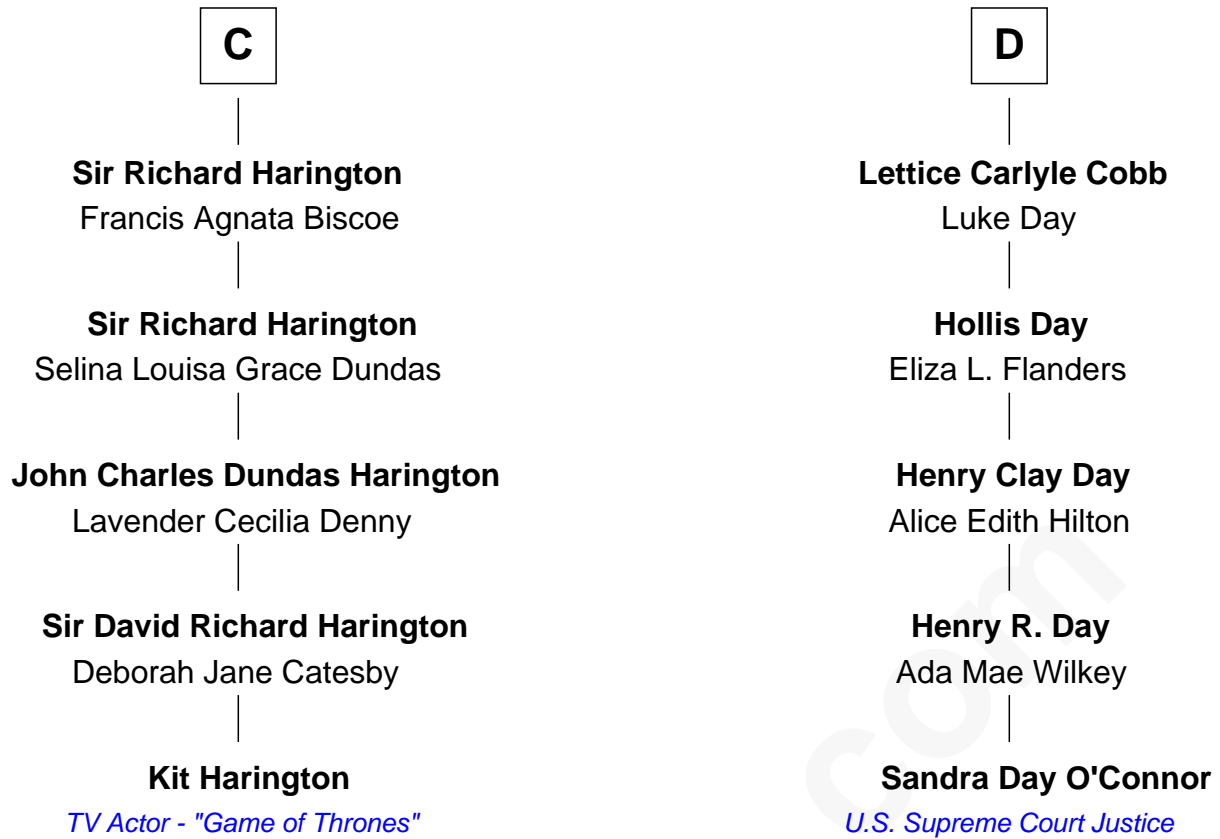 C
Sir Richard Harington
Francis Agnata Biscoe
Sir Richard Harington
Selina Louisa Grace Dundas
John Charles Dundas Harington
Lavender Cecilia Denny
Sir David Richard Harington
Deborah Jane Catesby
Kit Harington
TV Actor - "Game of Thrones"
D
Lettice Carlyle Cobb
Luke Day
Hollis Day
Eliza L. Flanders
Henry Clay Day
Alice Edith Hilton
Henry R. Day
Ada Mae Wilkey
Sandra Day O'Connor
U.S. Supreme Court Justice
com